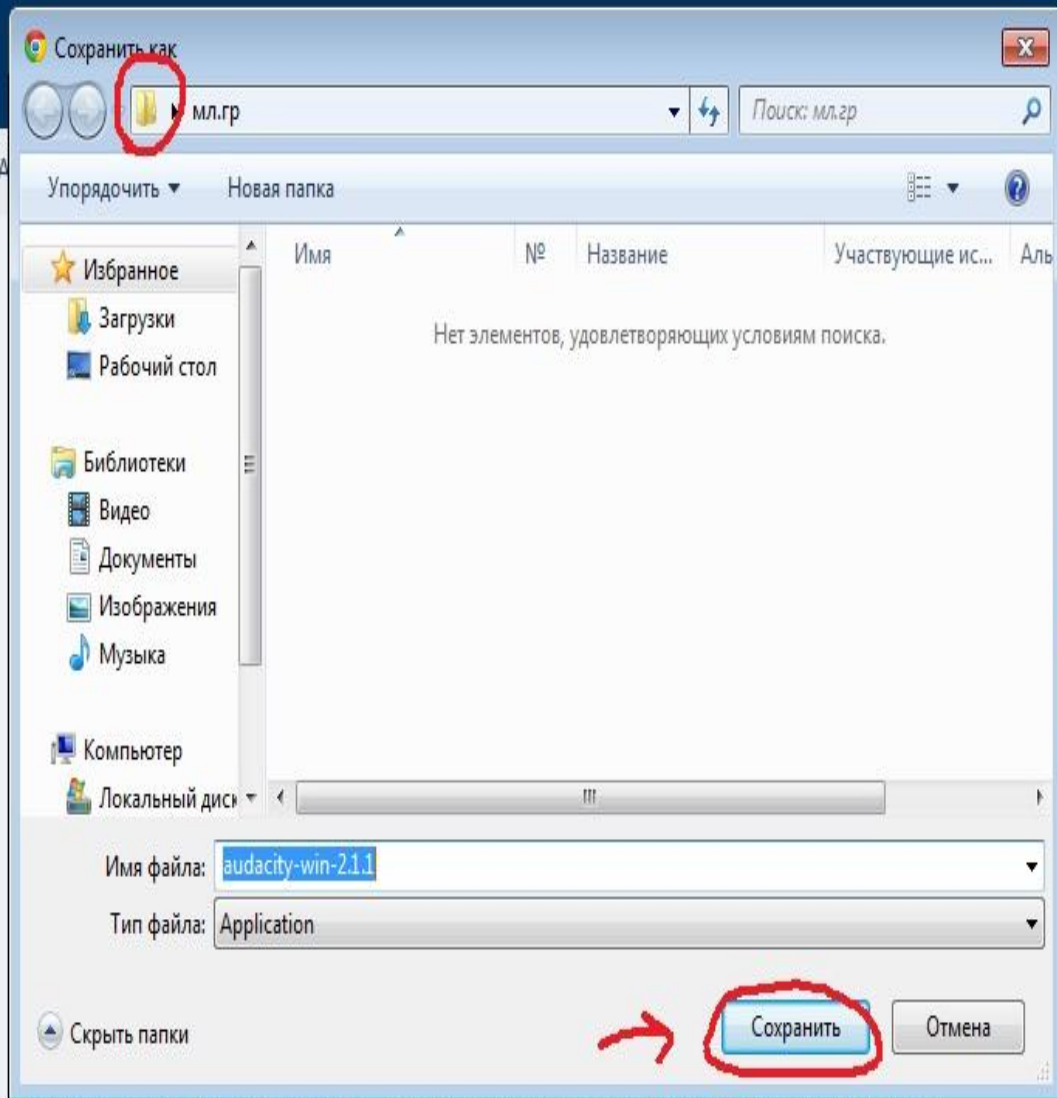 Сохранить как
мл.гр
Поиск: мл.гр
Упорядочить
Новая папка
Имя
№
Название
Участвующие ис...
Аль
Избранное
Загрузки
Рабочий стол
Нет элементов, удовлетворяющих условиям поиска.
Библиотеки
Видео
Документы
Изображения
Музыка
Компьютер
Локальный диск
Имя файла: audacity-win-2.1.1
Тип файла: Application
Скрыть папки
Сохранить
Отмена